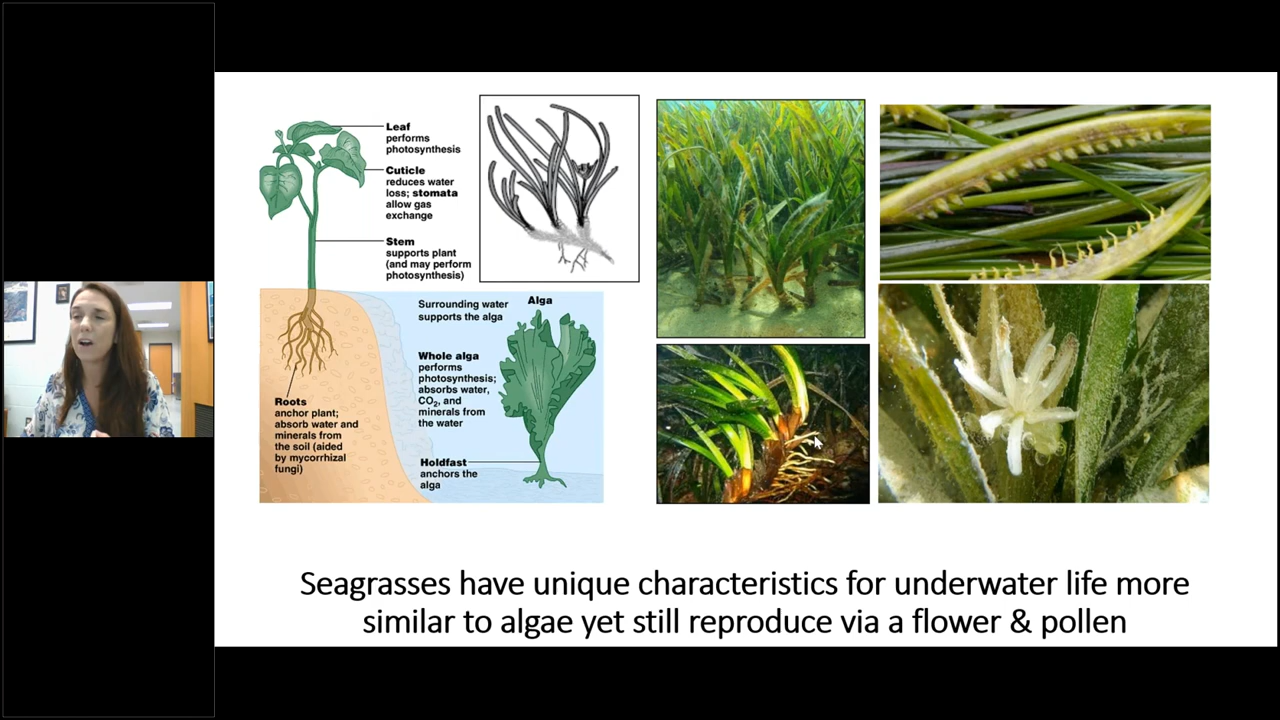 Leaf
performs
photosynthesis
Cuticle
reduces water
loss; stomata
allow gas
exchange
Stem
supports plant
(and may perform
photosynthesis)
Roots
anchor plant;
absorb water and
minerals from
the soil (aided
by mycorrhizal
fungi)
Surrounding water
supports the alga
Alga
Whole alga
performs
photosynthesis;
absorbs water,
CO₂, and
minerals from
the water
Holdfast
anchors the
alga
Seagrasses have unique characteristics for underwater life more
similar to algae yet still reproduce via a flower & pollen